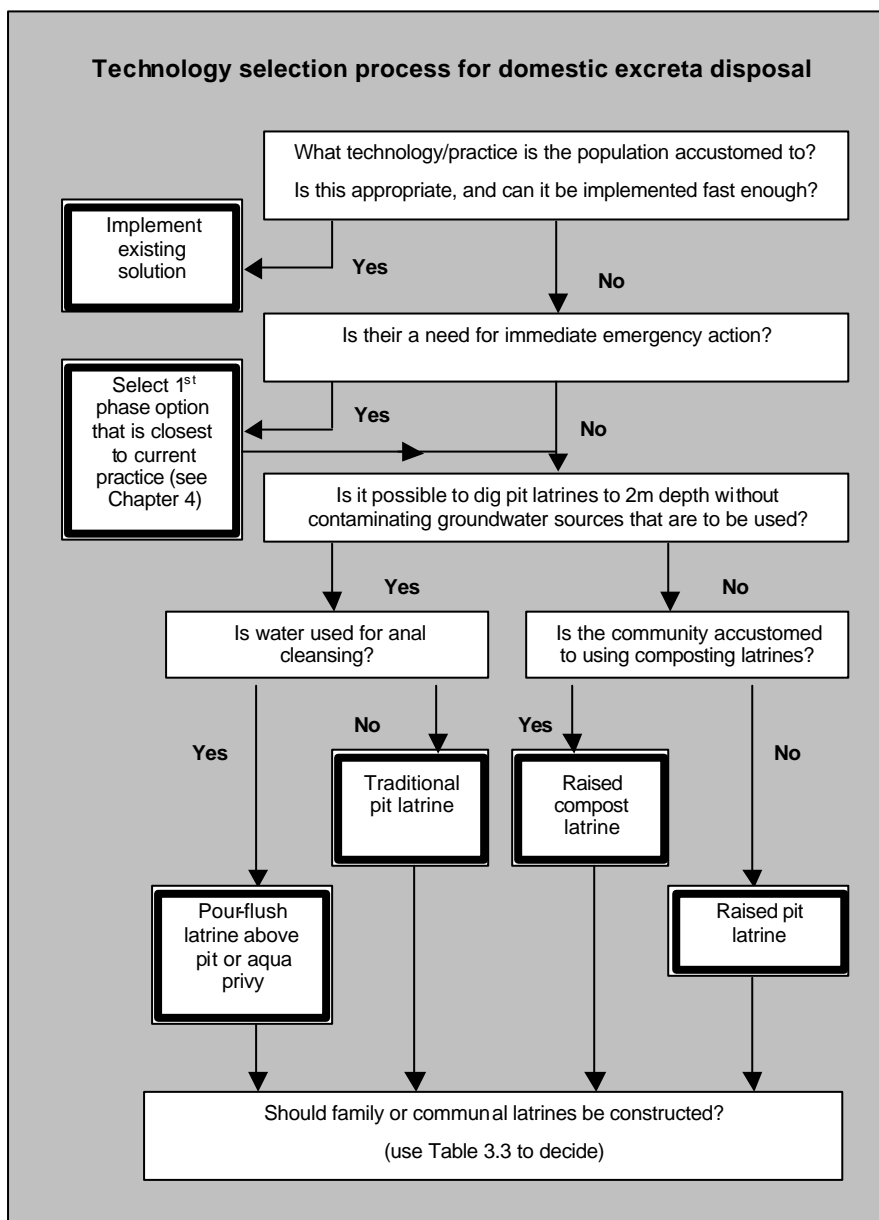 Technology selection process for domestic excreta disposal
What technology/practice is the population accustomed to?
Is this appropriate, and can it be implemented fast enough?
Implement
existing
solution
Yes
No
Is their a need for immediate emergency action?
Select 1st
phase option
that is closest
to current
practice (see
Chapter 4)
Yes
No
Is it possible to dig pit latrines to 2m depth without
contaminating groundwater sources that are to be used?
Yes
No
Is water used for anal
cleansing?
Is the community accustomed
to using composting latrines?
Yes
No
Yes
No
Traditional
pit latrine
Raised
compost
latrine
Pour-flush
latrine above
pit or aqua
privy
Raised pit
latrine
Should family or communal latrines be constructed?
(use Table 3.3 to decide)